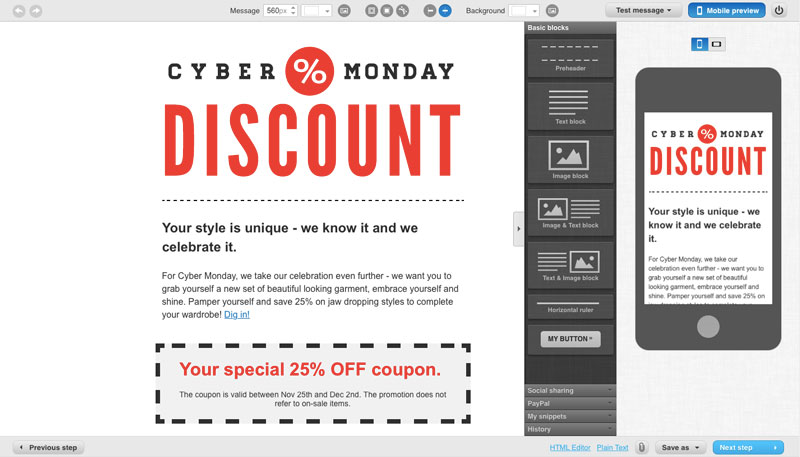 Message 560px Background Test message Mobile preview
CYBER % MONDAY
DISCOUNT
Your style is unique - we know it and we
celebrate it.
For Cyber Monday, we take our celebration even further - we want you to
grab yourself a new set of beautiful looking garment, embrace yourself and
shine. Pamper yourself and save 25% on jaw dropping styles to complete
your wardrobe! Dig in!
Your special 25% OFF coupon.
The coupon is valid between Nov 25th and Dec 2nd. The promotion does not
refer to on-sale items.
Basic blocks
Preheader
Text block
Image block
Image & Text block
Text & Image block
Horizontal ruler
MY BUTTON »
Social sharing
PayPal
My snippets
History
CYBER % MONDAY
DISCOUNT
Your style is unique - we
know it and we celebrate
it.
For Cyber Monday, we take our
celebration even further - we want you to
grab yourself a new set of beautiful
looking garment, embrace yourself and
shine. Pamper yourself and save 25% on
Previous step HTML Editor Plain Text Save as Next step